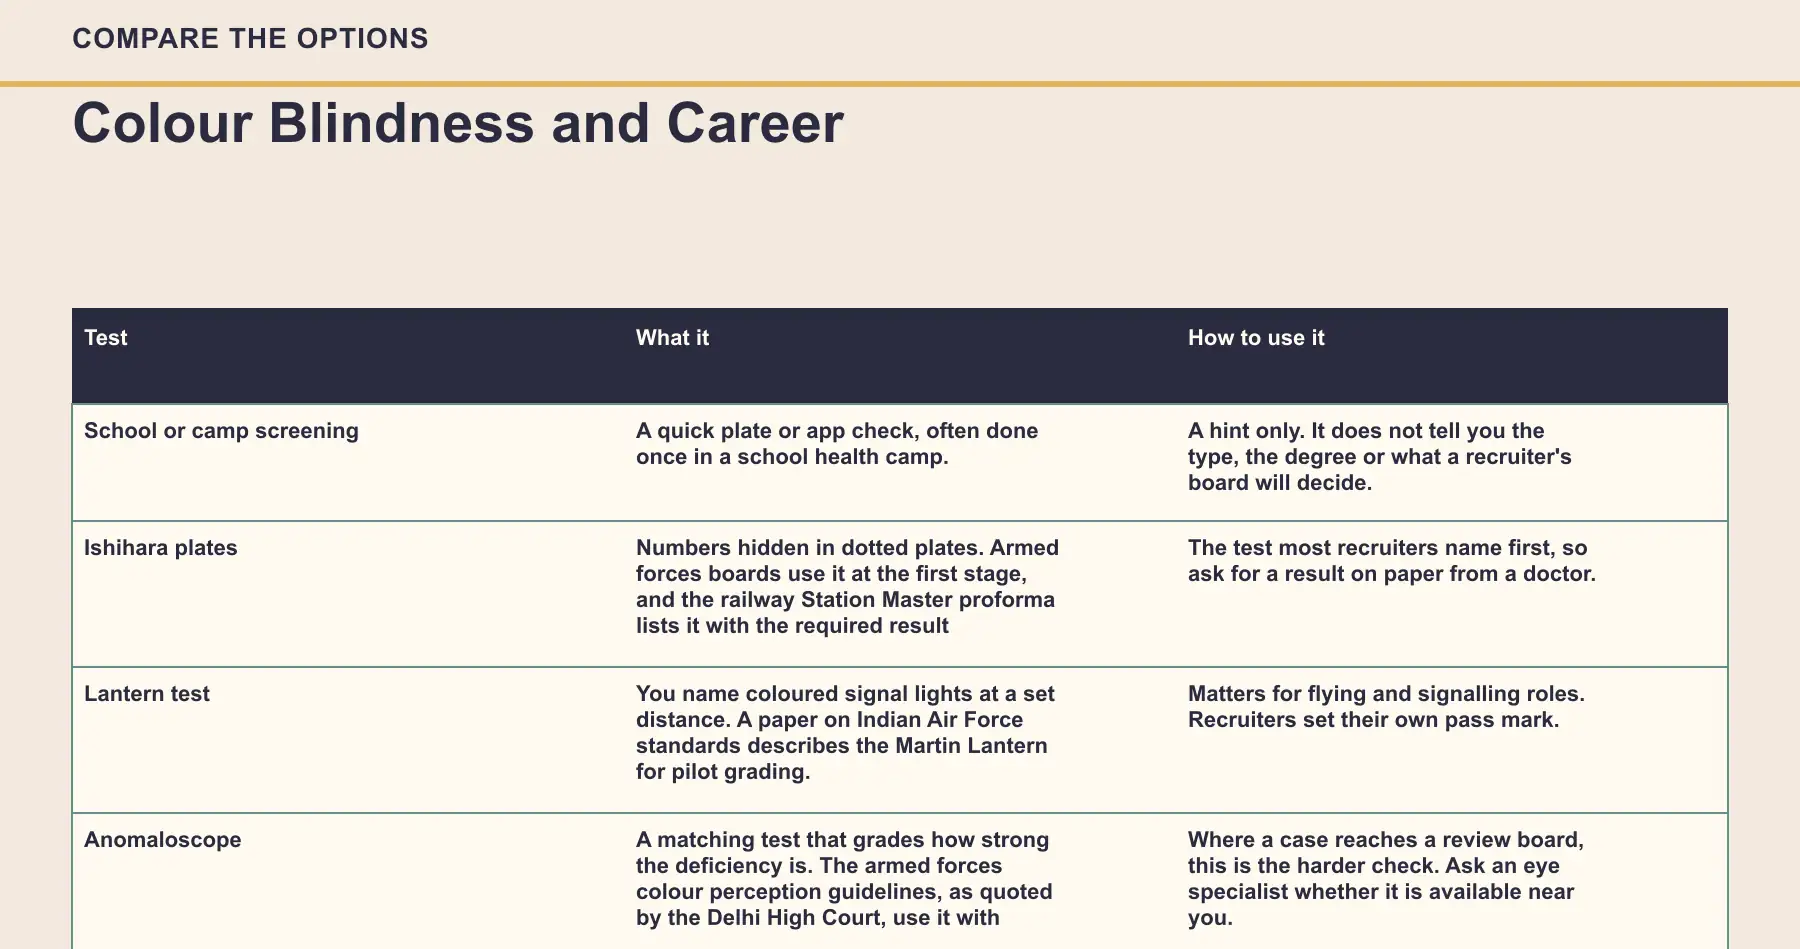 COMPARE THE OPTIONS
Colour Blindness and Career
Test
What it
How to use it
School or camp screening
A quick plate or app check, often done
once in a school health camp.
A hint only. It does not tell you the
type, the degree or what a recruiter's
board will decide.
Ishihara plates
Numbers hidden in dotted plates. Armed
forces boards use it at the first stage,
and the railway Station Master proforma
lists it with the required result
The test most recruiters name first, so
ask for a result on paper from a doctor.
Lantern test
You name coloured signal lights at a set
distance. A paper on Indian Air Force
standards describes the Martin Lantern
for pilot grading.
Matters for flying and signalling roles.
Recruiters set their own pass mark.
Anomaloscope
A matching test that grades how strong
the deficiency is. The armed forces
colour perception guidelines, as quoted
by the Delhi High Court, use it with
Where a case reaches a review board,
this is the harder check. Ask an eye
specialist whether it is available near
you.